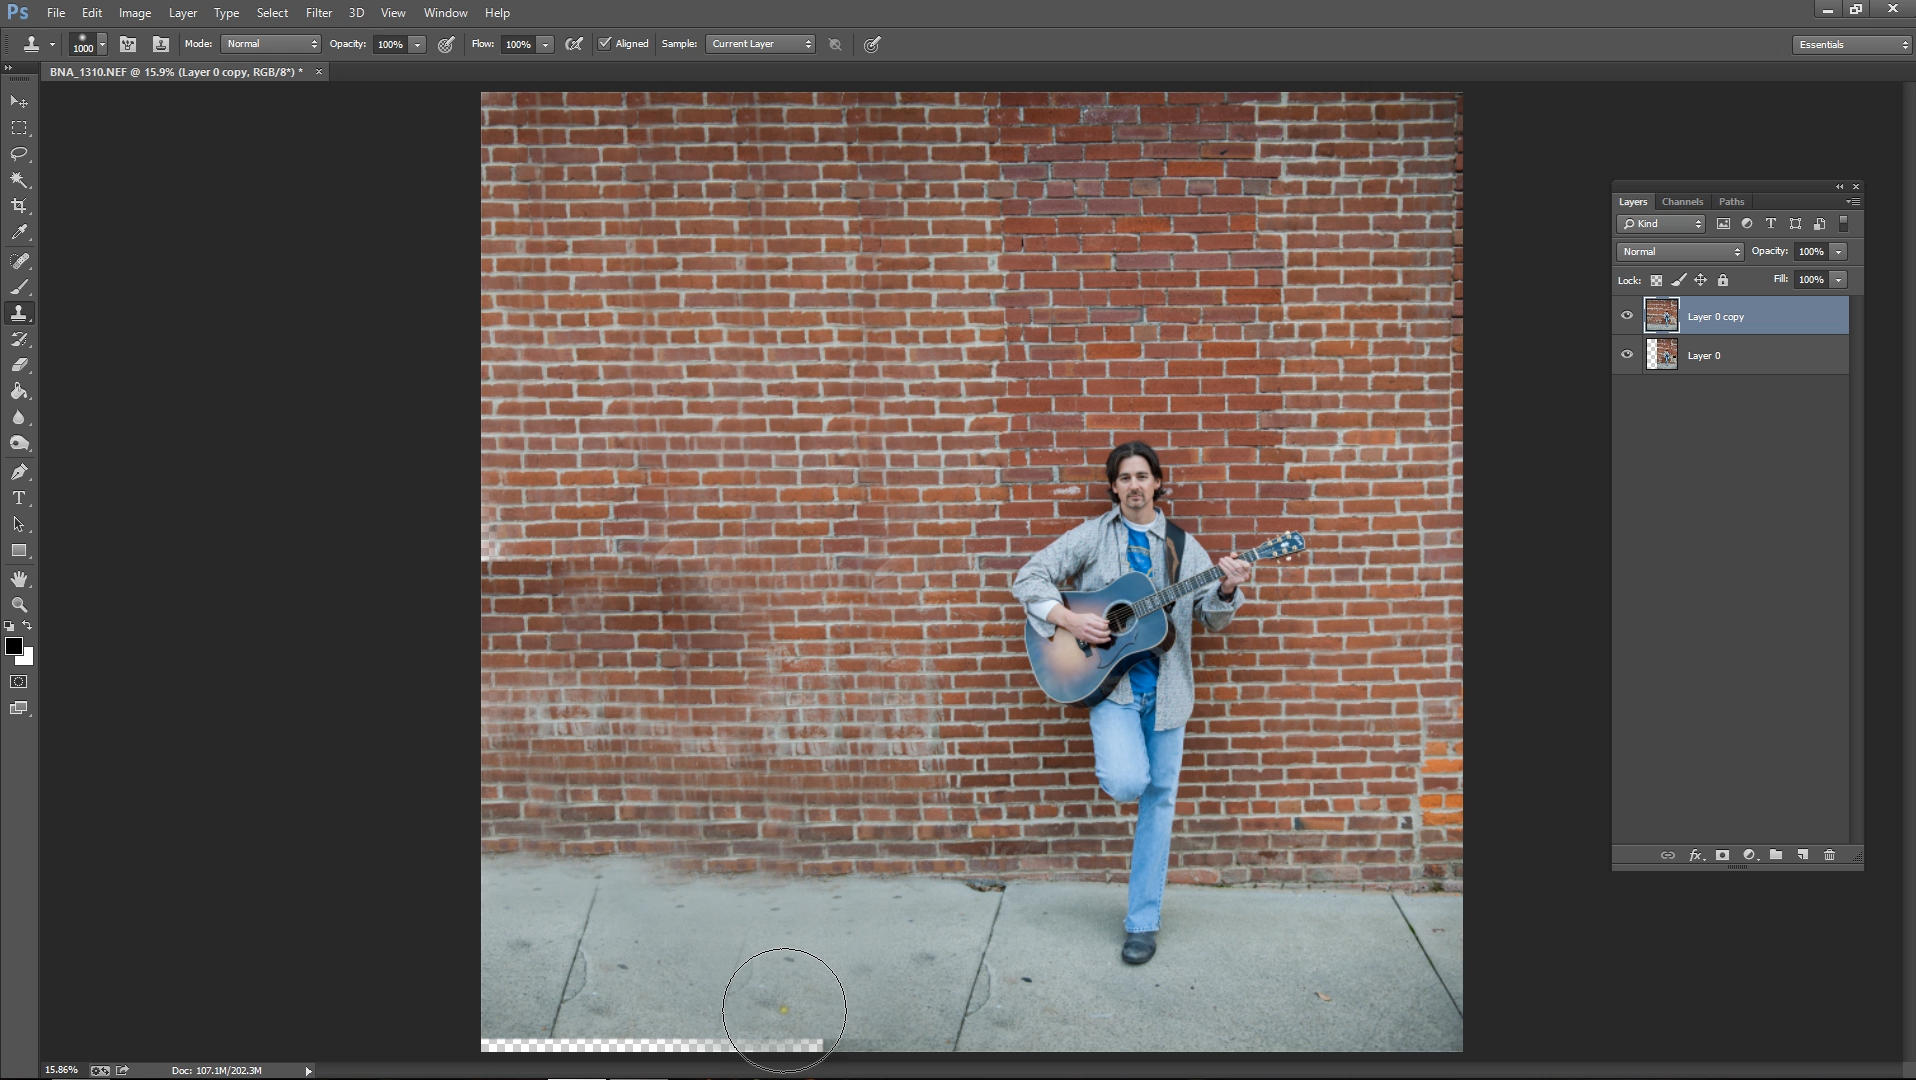 Ps File Edit Image Layer Type Select Filter 3D View Window Help
1000 Mode: Normal Opacity: 100% Flow: 100% Aligned Sample: Current Layer Essentials
BNA_1310.NEF @ 15.9% (Layer 0 copy, RGB/8*) * ×
Layers Channels Paths
Kind
Normal Opacity: 100%
Lock: Fill: 100%
Layer 0 copy
Layer 0
15.86% Doc: 107.1M/202.3M